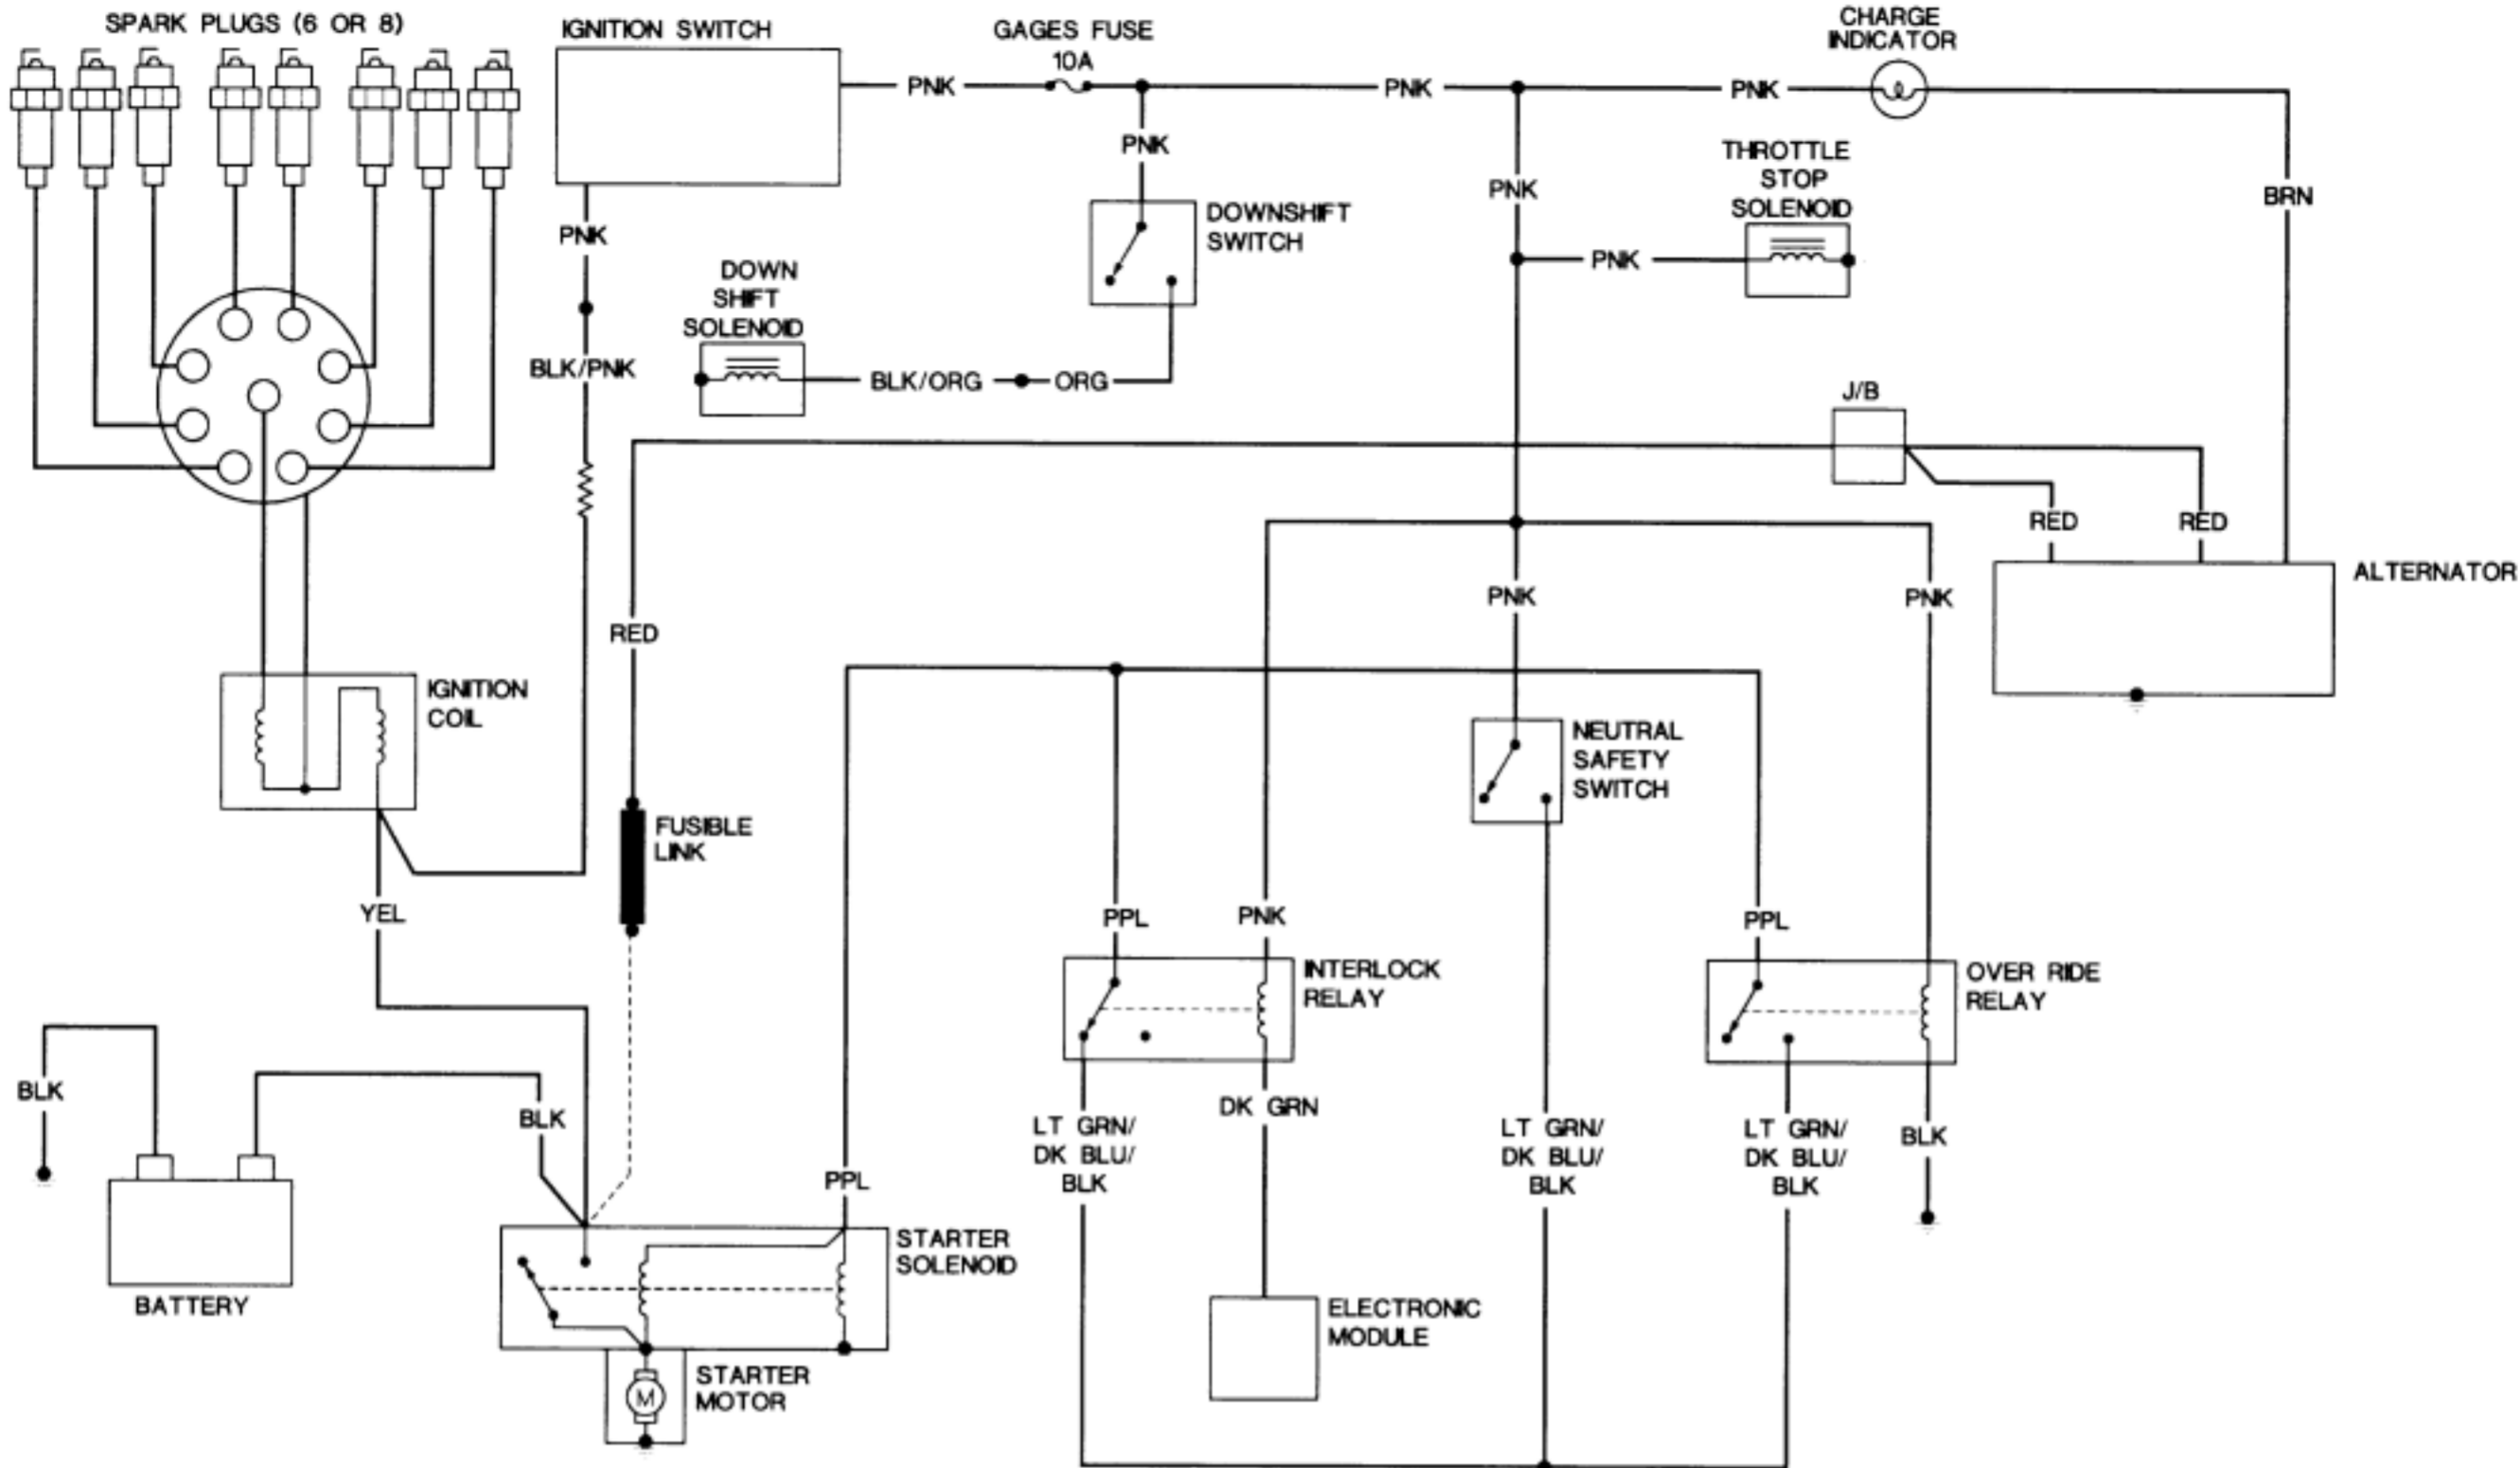 SPARK PLUGS (6 OR 8)
IGNITION SWITCH
GAGES FUSE
10A
CHARGE
INDICATOR
PNK
PNK
PNK
PNK
PNK
THROTTLE
STOP
SOLENOID
BRN
PNK
DOWNSHIFT
SWITCH
PNK
DOWN
SHIFT
SOLENOID
BLK/PNK
BLK/ORG
ORG
J/B
RED
RED
ALTERNATOR
PNK
PNK
RED
IGNITION
COIL
NEUTRAL
SAFETY
SWITCH
FUSIBLE
LINK
YEL
PPL
PNK
PPL
INTERLOCK
RELAY
OVER RIDE
RELAY
BLK
BLK
DK GRN
LT GRN/
DK BLU/
BLK
LT GRN/
DK BLU/
BLK
LT GRN/
DK BLU/
BLK
BLK
PPL
STARTER
SOLENOID
BATTERY
ELECTRONIC
MODULE
STARTER
MOTOR
M